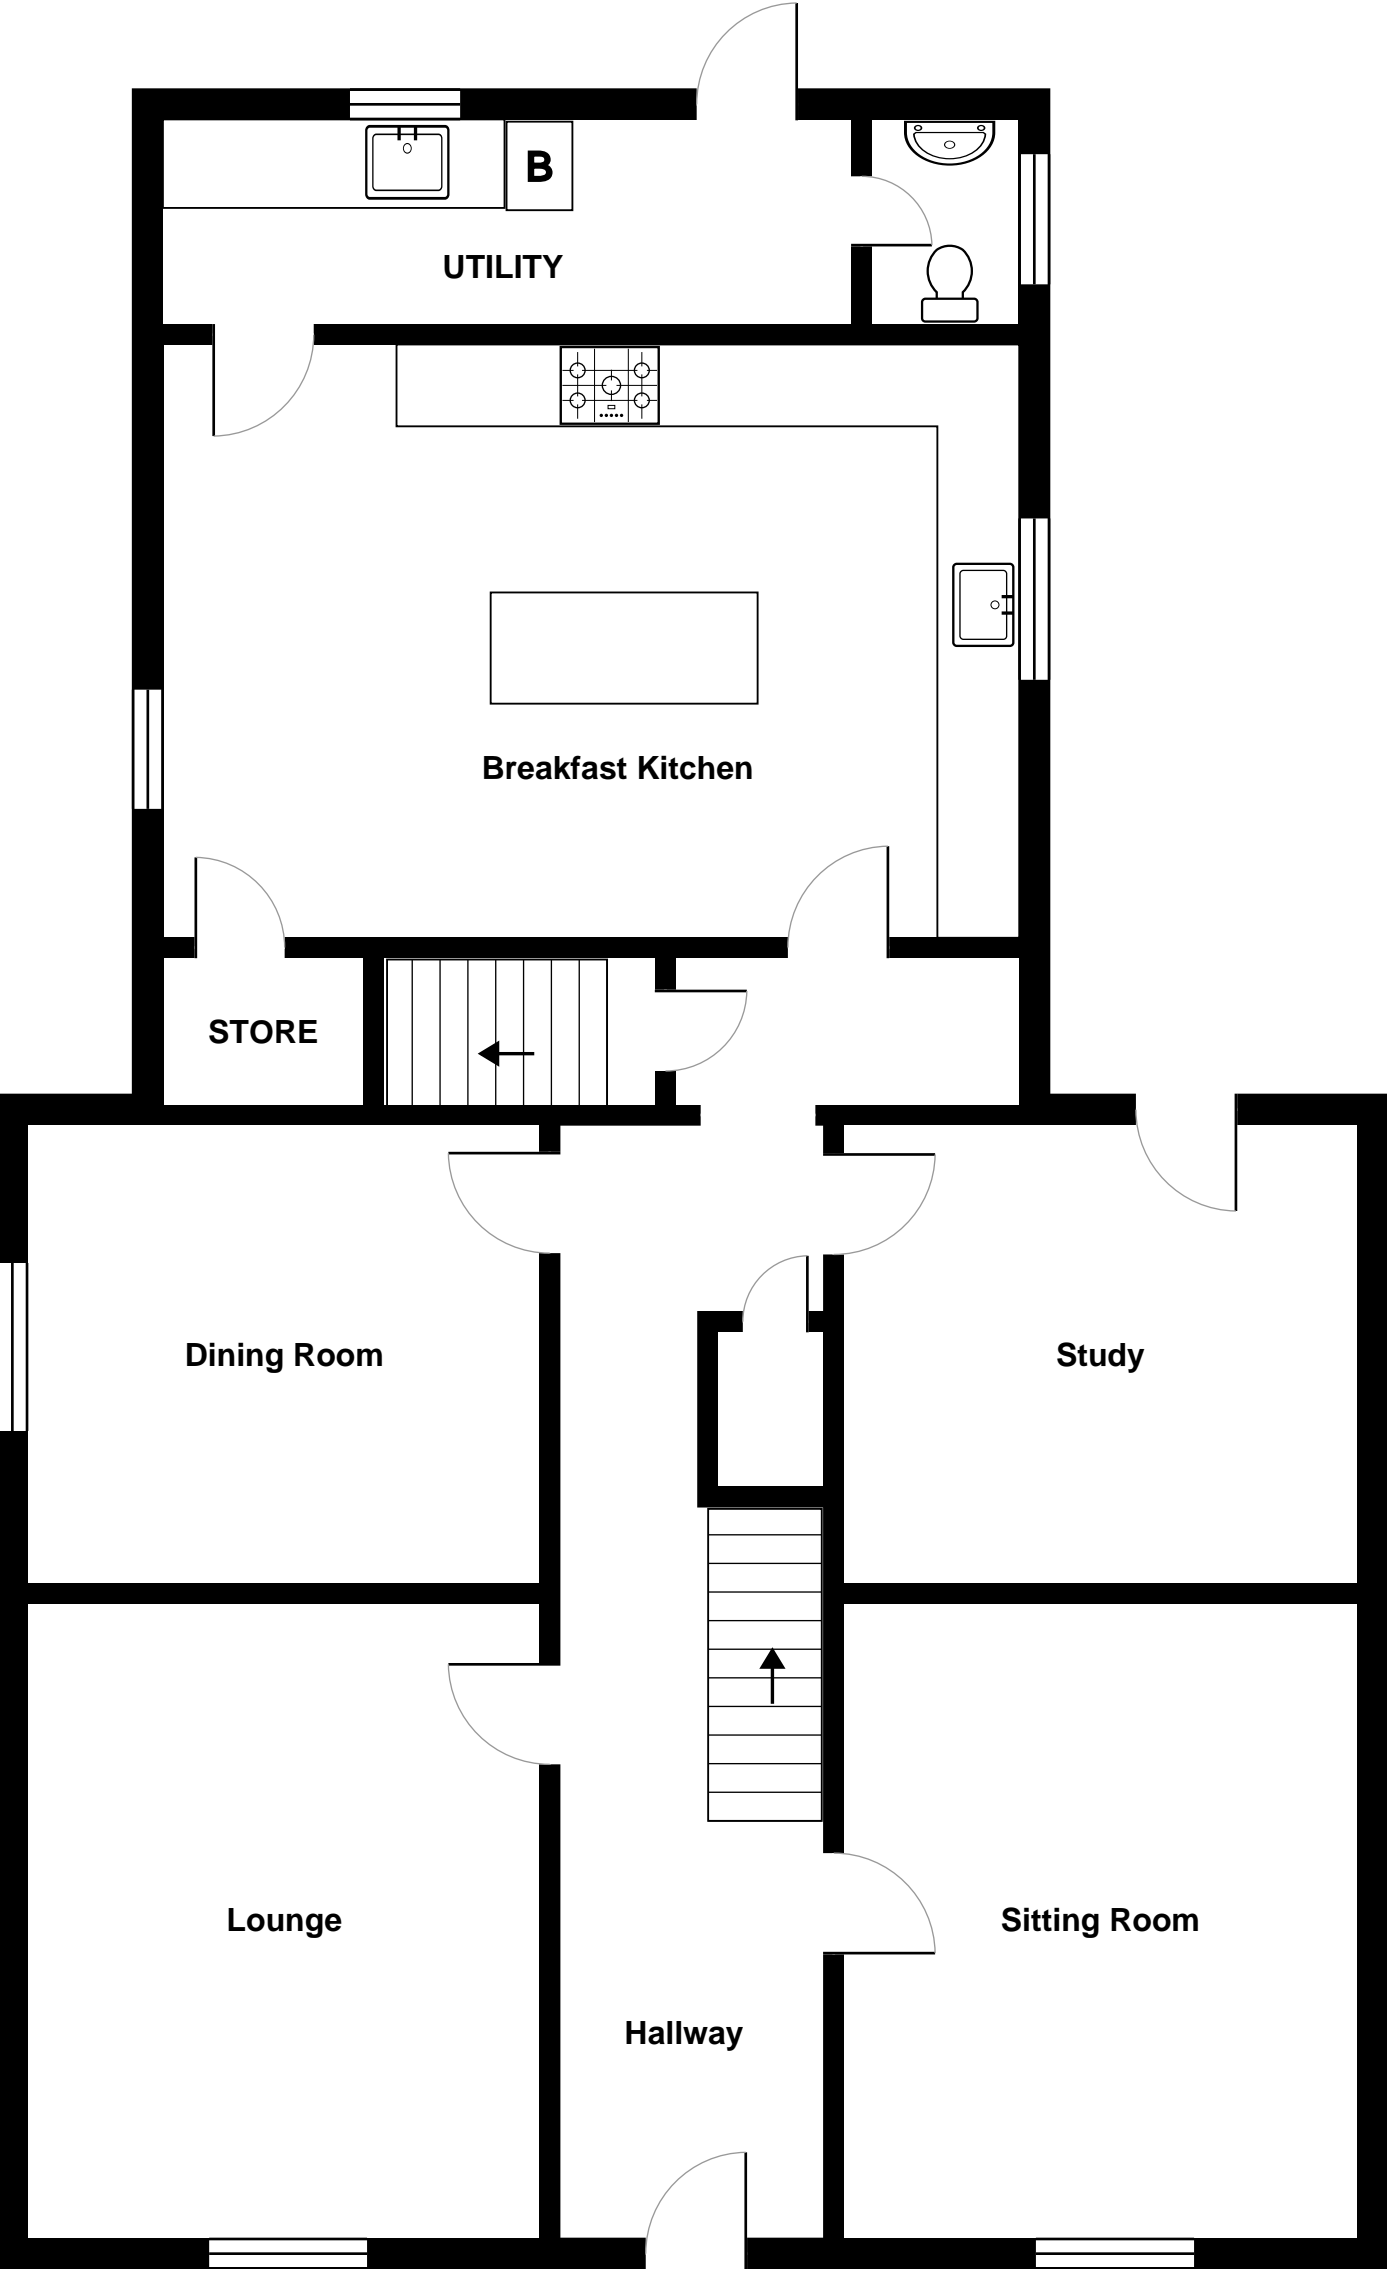 B
UTILITY
Breakfast Kitchen
STORE
Dining Room
Study
Lounge
Sitting Room
Hallway